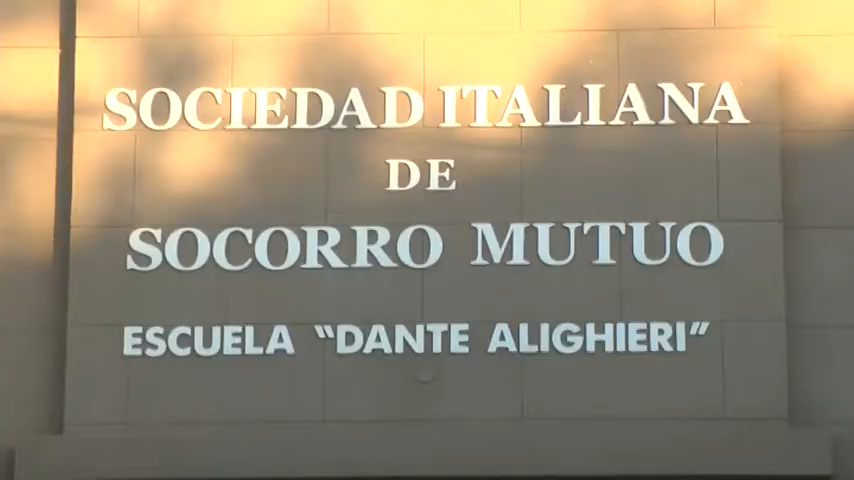 SOCIEDAD ITALIANA
DE
SOCORRO MUTUO
ESCUELA "DANTE ALIGHIERI"